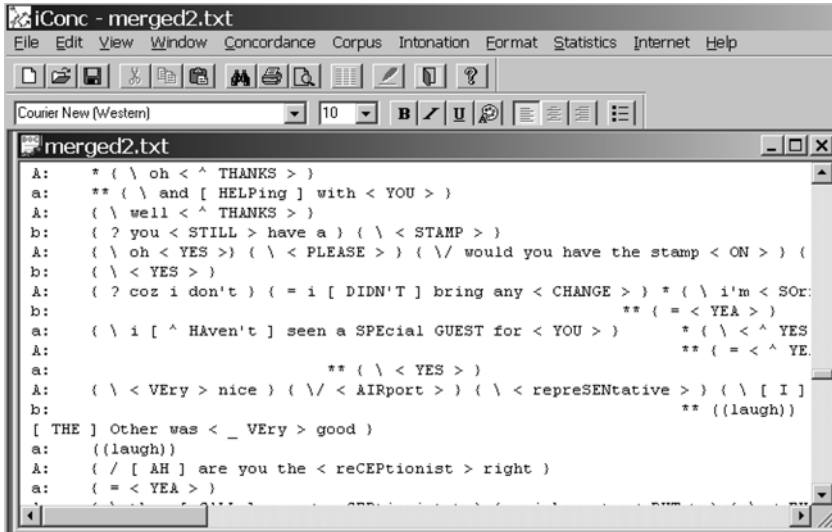 iConc - merged2.txt
File Edit View Window Concordance Corpus Intonation Format Statistics Internet Help
Courier New (Western) 10 B I U
merged2.txt
A: * { \ oh < ^ THANKS > }
a: ** { \ and [ HELPing ] with < YOU > }
A: { \ well < ^ THANKS > }
b: { ? you < STILL > have a } { \ < STAMP > }
A: { \ oh < YES >} { \ < PLEASE > } { \/ would you have the stamp < ON > } {
b: { \ < YES > }
A: { ? coz i don't } { = i [ DIDN'T ] bring any < CHANGE > } * { \ i'm < SOr
b: ** { = < YEA > }
a: { \ i [ ^ HAven't ] seen a SPEcial GUEST for < YOU > } * { \ < ^ YES
A: ** { = < ^ YE
a: ** { \ < YES > }
A: { \ < VEry > nice } { \/ < AIRport > } { \ < repreSENtative > } { \ [ I ]
b: ** ((laugh))
[ THE ] Other was < _ VEry > good }
a: ((laugh))
A: { / [ AH ] are you the < reCEPtionist > right }
a: { = < YEA > }